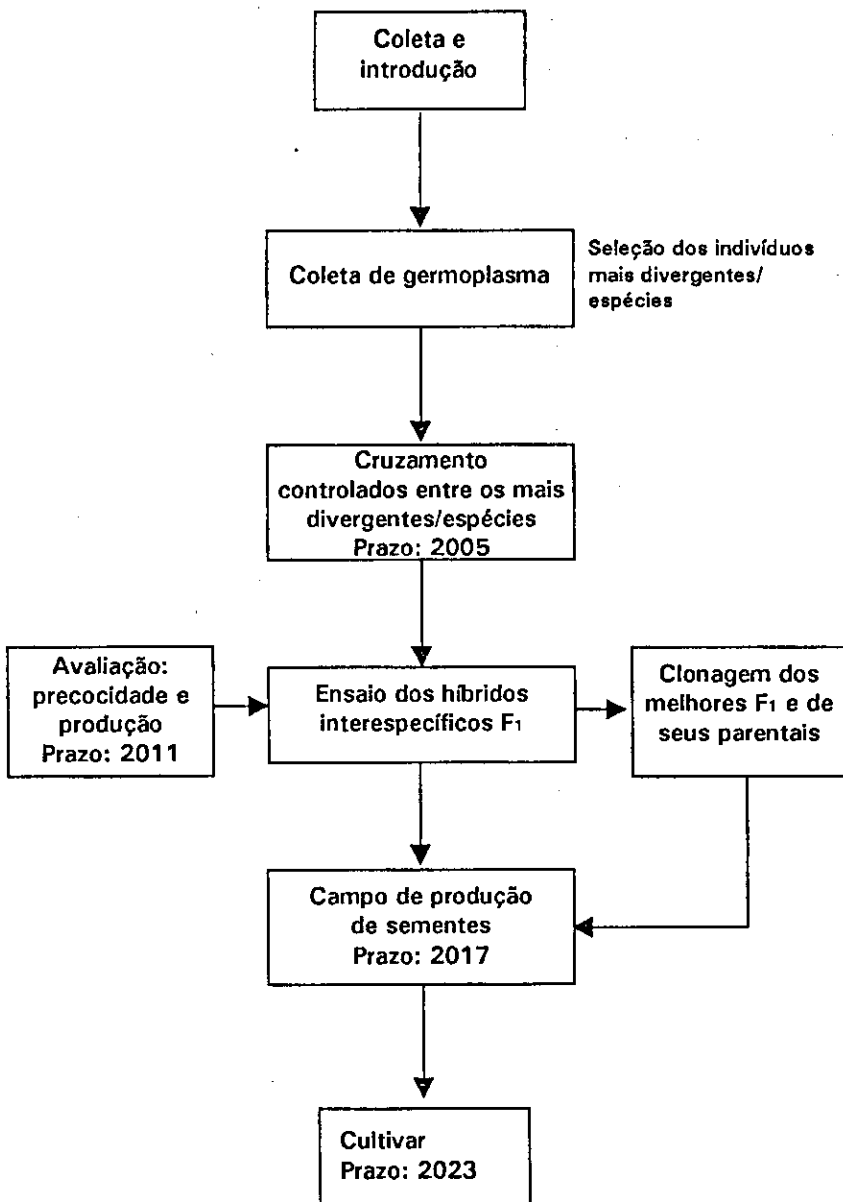 Coleta e
introdução
Coleta de germoplasma
Seleção dos indivíduos
mais divergentes/
espécies
Cruzamento
controlados entre os mais
divergentes/espécies
Prazo: 2005
Avaliação:
precocidade e
produção
Prazo: 2011
Ensaio dos híbridos
interespecíficos F1
Clonagem dos
melhores F1 e de
seus parentais
Campo de produção
de sementes
Prazo: 2017
Cultivar
Prazo: 2023